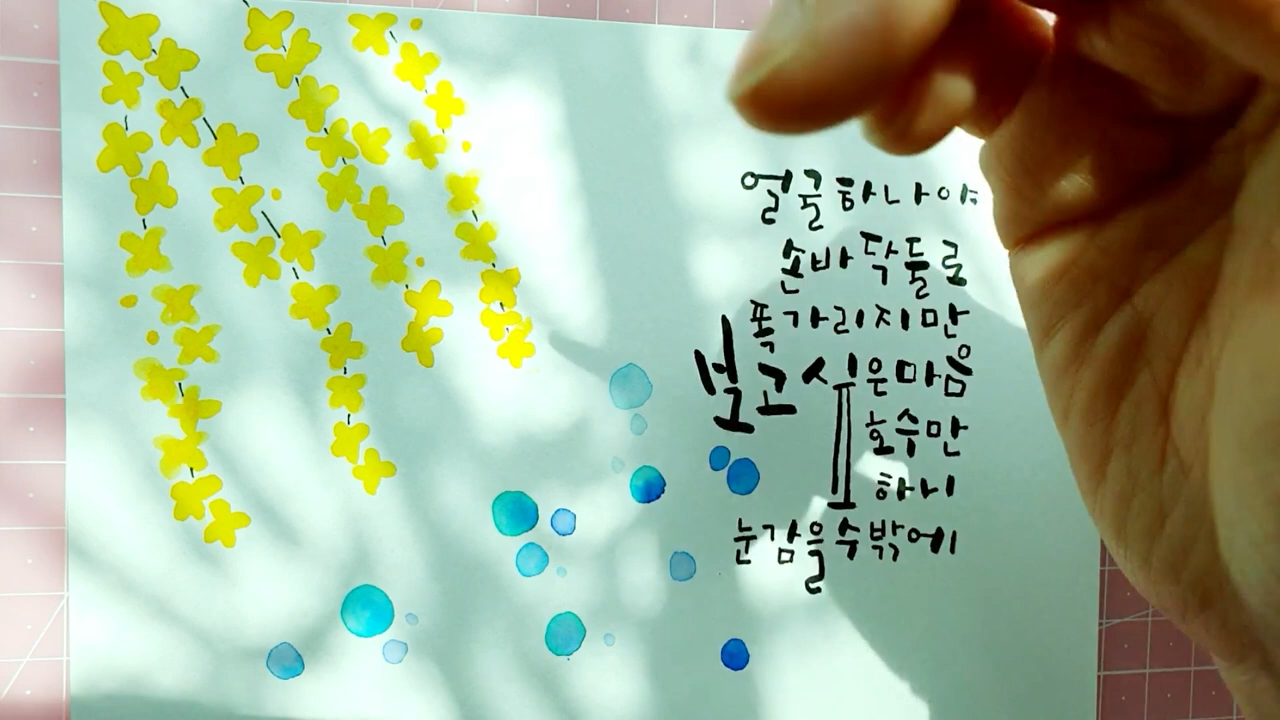 얼굴하나야
손바닥둘로
폭가리지만
보고싶은마음
호수만
하니
눈감을수밖에